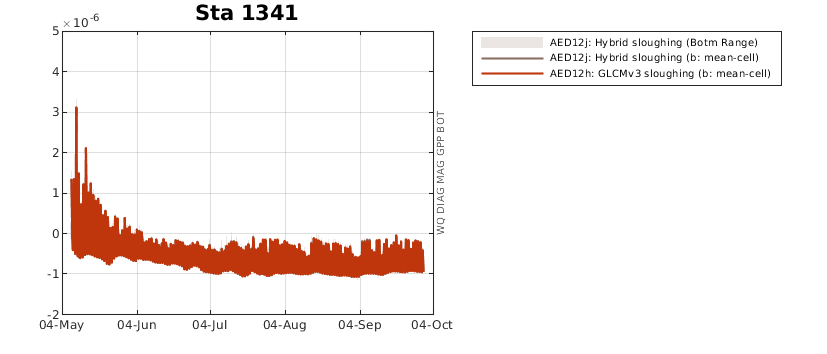 Sta 1341
5 ×10^-6
4
3
2
1
0
-1
-2
04-May 04-Jun 04-Jul 04-Aug 04-Sep 04-Oct
WQ DIAG MAG GPP BOT
AED12j: Hybrid sloughing (Botm Range)
AED12j: Hybrid sloughing (b: mean-cell)
AED12h: GLCMv3 sloughing (b: mean-cell)